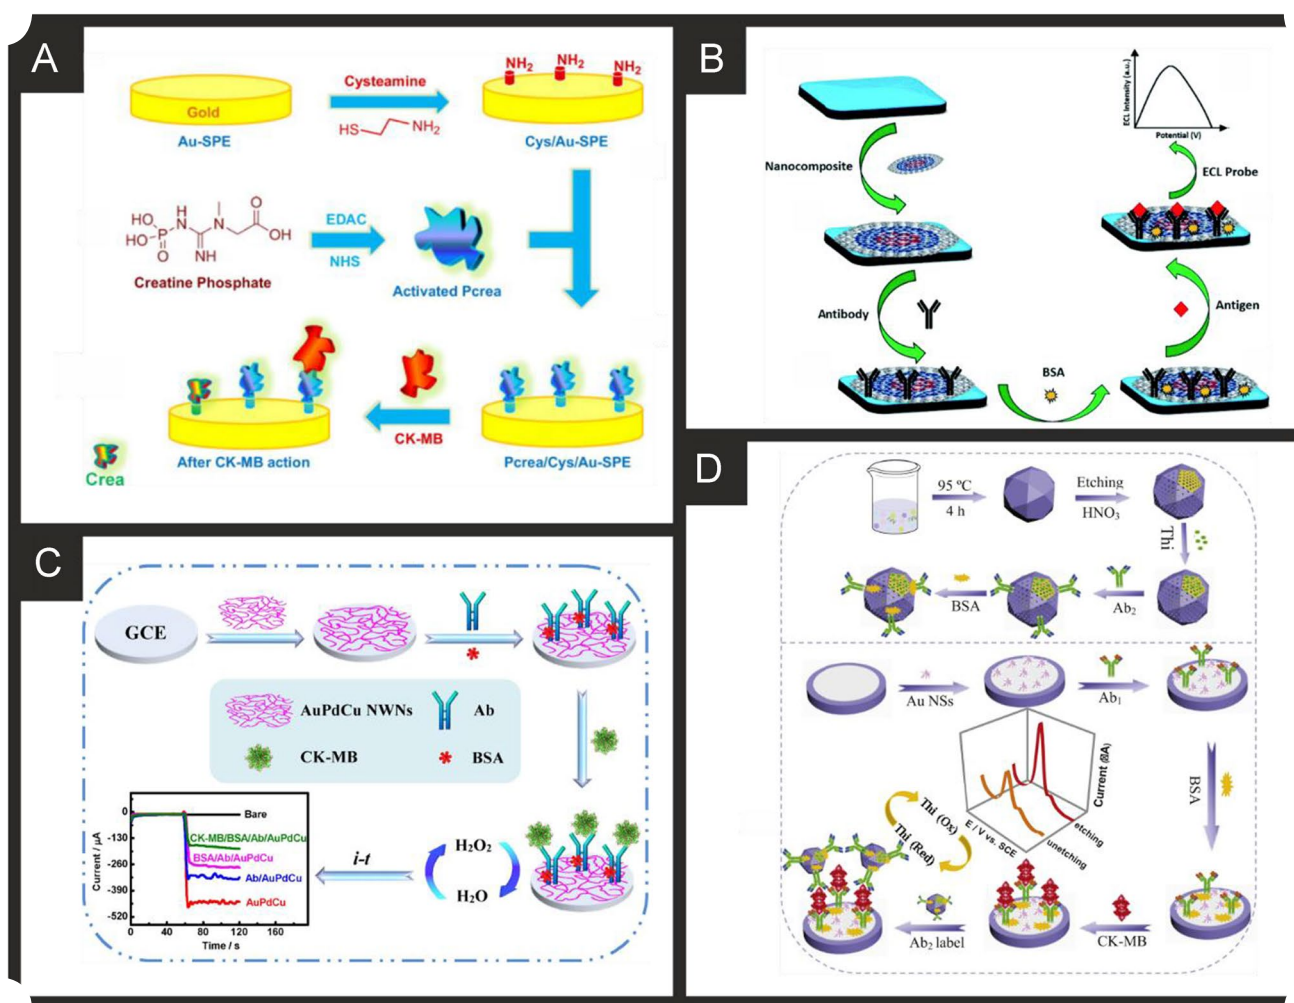 A
Cysteamine
NH2
NH2
NH2
Gold
HS
NH2
Au-SPE
Cys/Au-SPE
HO
HO
P
O
H
N
NH
N
O
OH
EDAC
NHS
Creatine Phosphate
Activated Pcrea
CK-MB
After CK-MB action
Pcrea/Cys/Au-SPE
Crea
B
ECL Intensity (a.u.)
Potential (V)
Nanocomposite
ECL Probe
Antibody
Antigen
BSA
C
GCE
AuPdCu NWNs
Ab
CK-MB
BSA
0
-130
-260
-390
-520
Current / µA
Bare
CK-MB/BSA/Ab/AuPdCu
BSA/Ab/AuPdCu
Ab/AuPdCu
AuPdCu
0 40 80 120 160
Time / s
i-t
H2O2
H2O
D
95 ºC
4 h
Etching
HNO3
Thi
Ab2
BSA
Au NSs
Ab1
BSA
Thi (Ox)
Thi (Red)
E / V vs. SCE
etching
unetching
CK-MB
Ab2 label